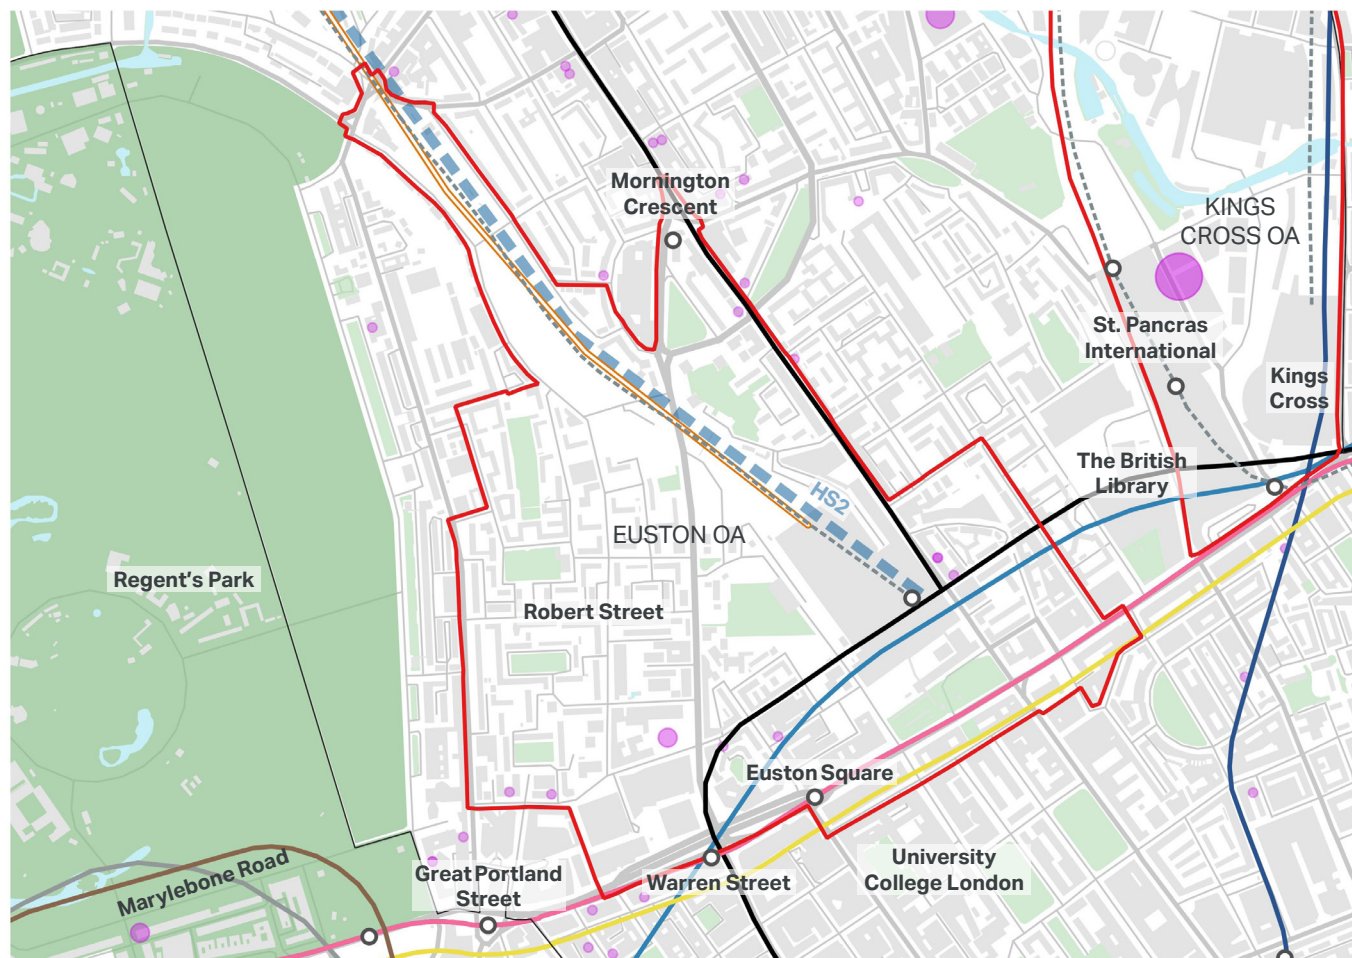 Mornington
Crescent
KINGS
CROSS OA
St. Pancras
International
Kings
Cross
The British
Library
HS2
EUSTON OA
Regent's Park
Robert Street
Euston Square
Marylebone Road
Great Portland
Street
Warren Street
University
College London